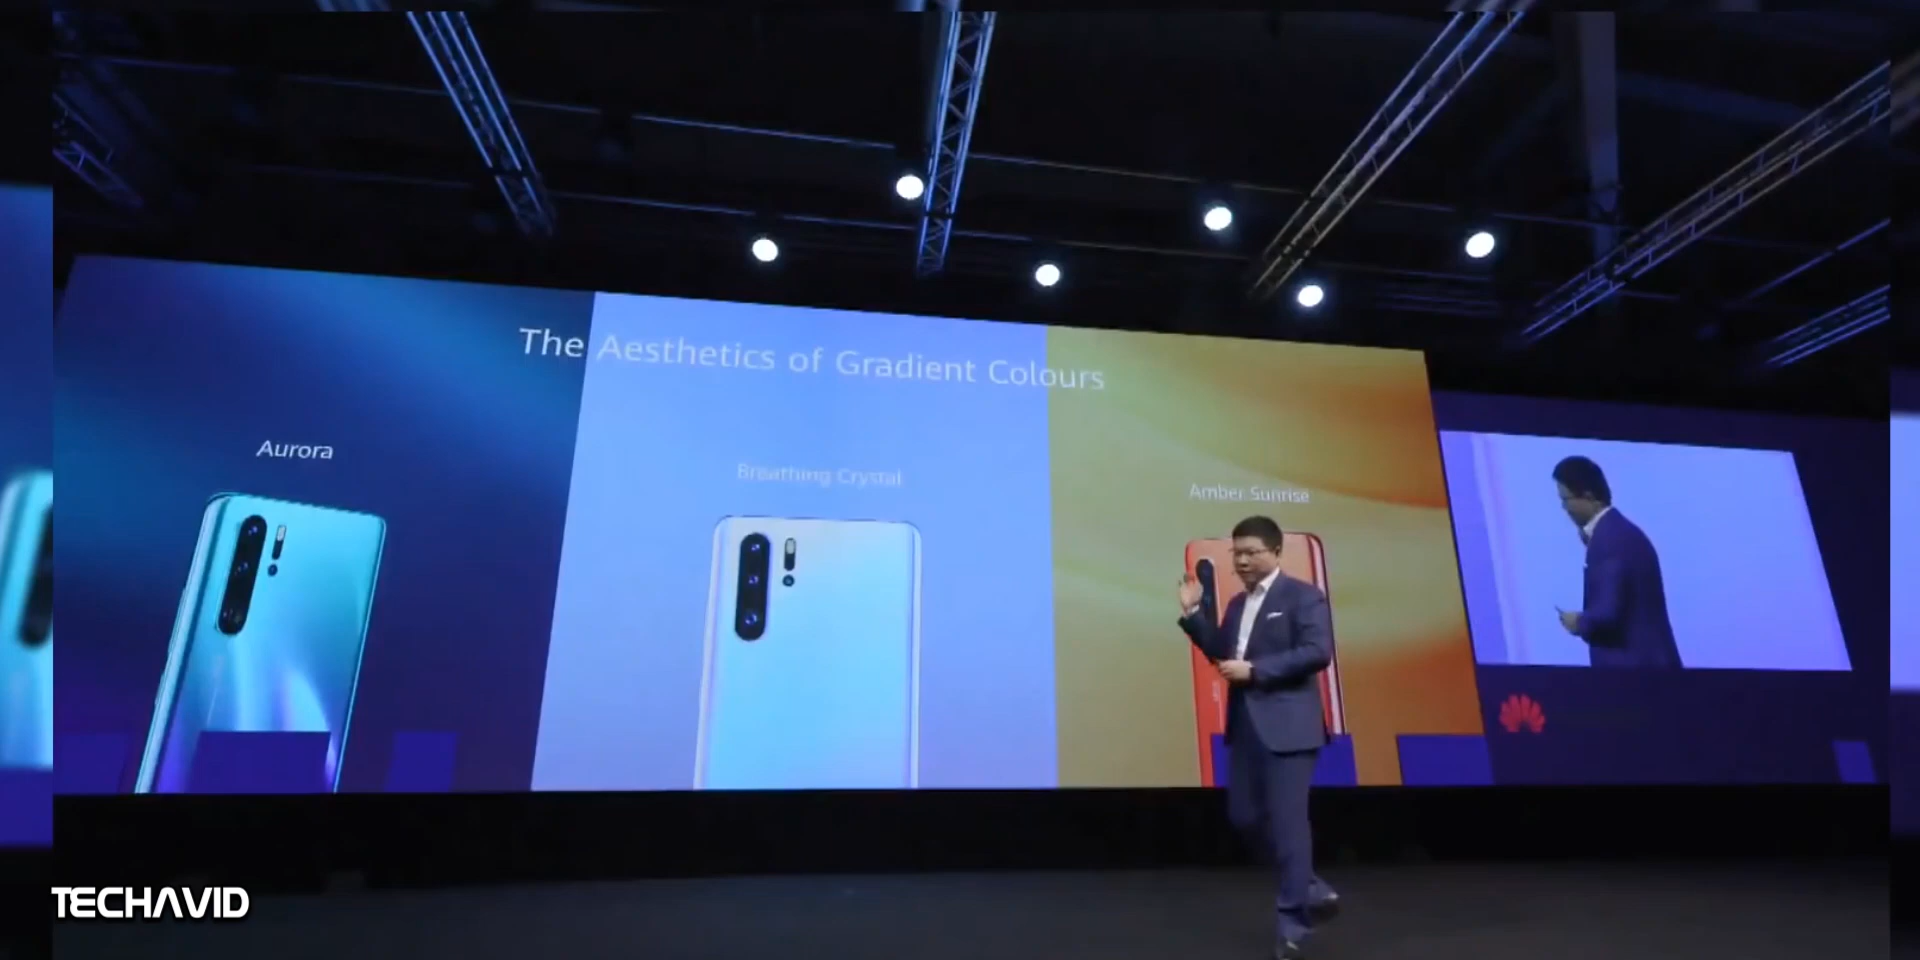 The Aesthetics of Gradient Colours
Aurora
Breathing Crystal
Amber Sunrise
TECHAVID